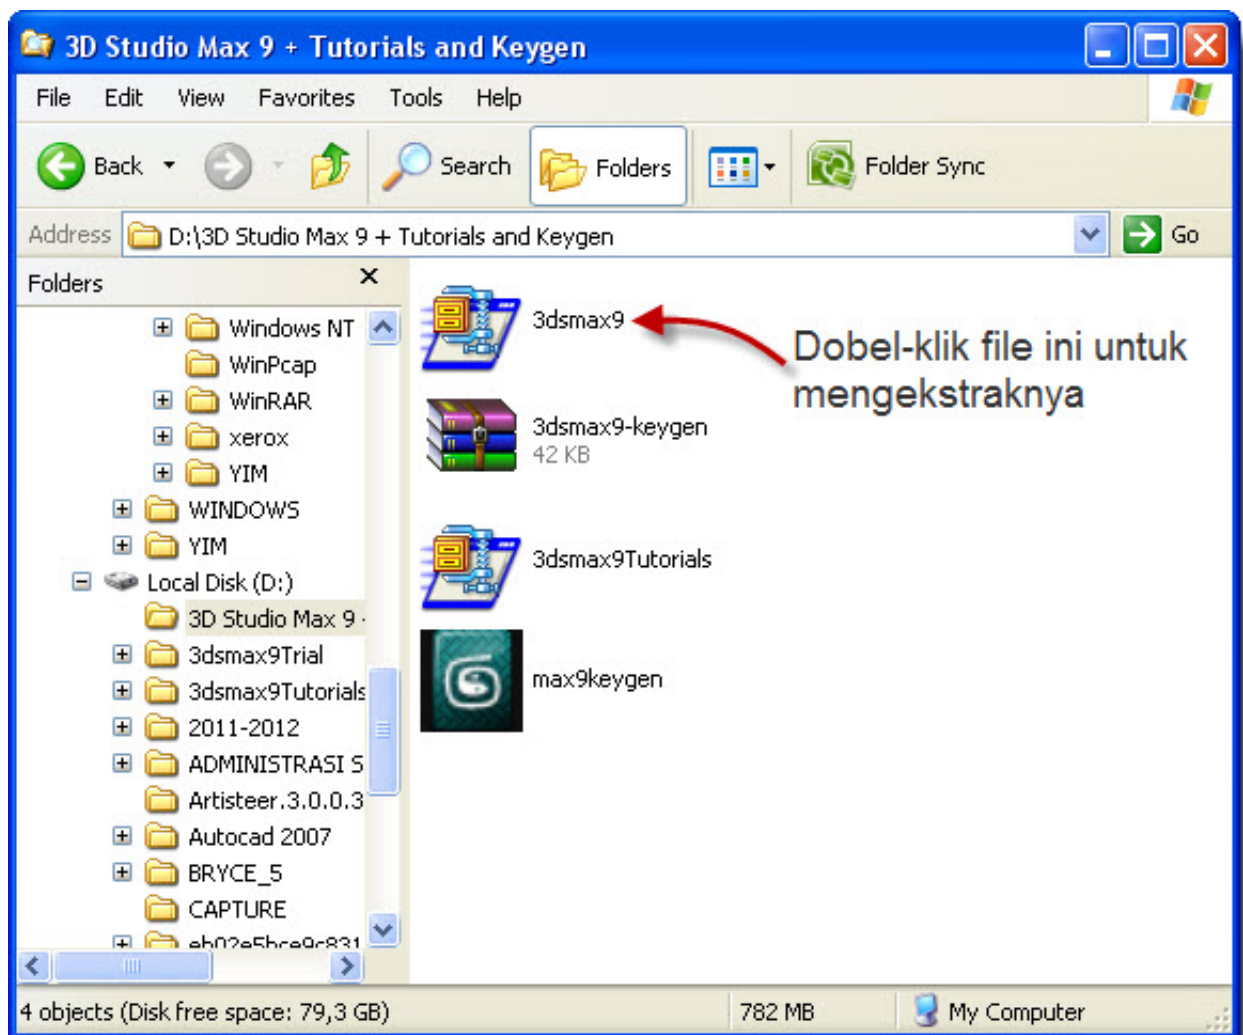 3D Studio Max 9 + Tutorials and Keygen
File Edit View Favorites Tools Help
Back Search Folders Folder Sync
Address D:\3D Studio Max 9 + Tutorials and Keygen Go
Folders
Windows NT
WinPcap
WinRAR
xerox
YIM
WINDOWS
YIM
Local Disk (D:)
3D Studio Max 9
3dsmax9Trial
3dsmax9Tutorials
2011-2012
ADMINISTRASI S
Artisteer.3.0.0.3
Autocad 2007
BRYCE_5
CAPTURE
eb02e5bce9c831
3dsmax9
Dobel-klik file ini untuk
mengekstraknya
3dsmax9-keygen
42 KB
3dsmax9Tutorials
max9keygen
4 objects (Disk free space: 79,3 GB) 782 MB My Computer